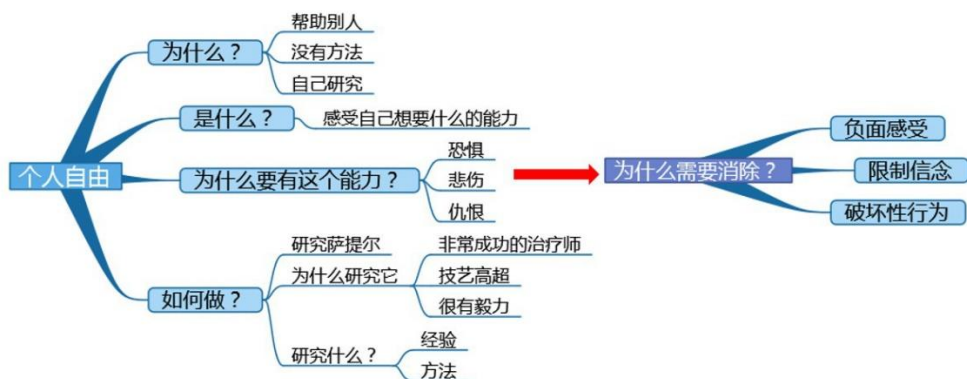 个人自由
为什么？
帮助别人
没有方法
自己研究
是什么？
感受自己想要什么的能力
为什么要有这个能力？
恐惧
悲伤
仇恨
如何做？
研究萨提尔
为什么研究它
非常成功的治疗师
技艺高超
很有毅力
研究什么？
经验
方法
为什么需要消除？
负面感受
限制信念
破坏性行为